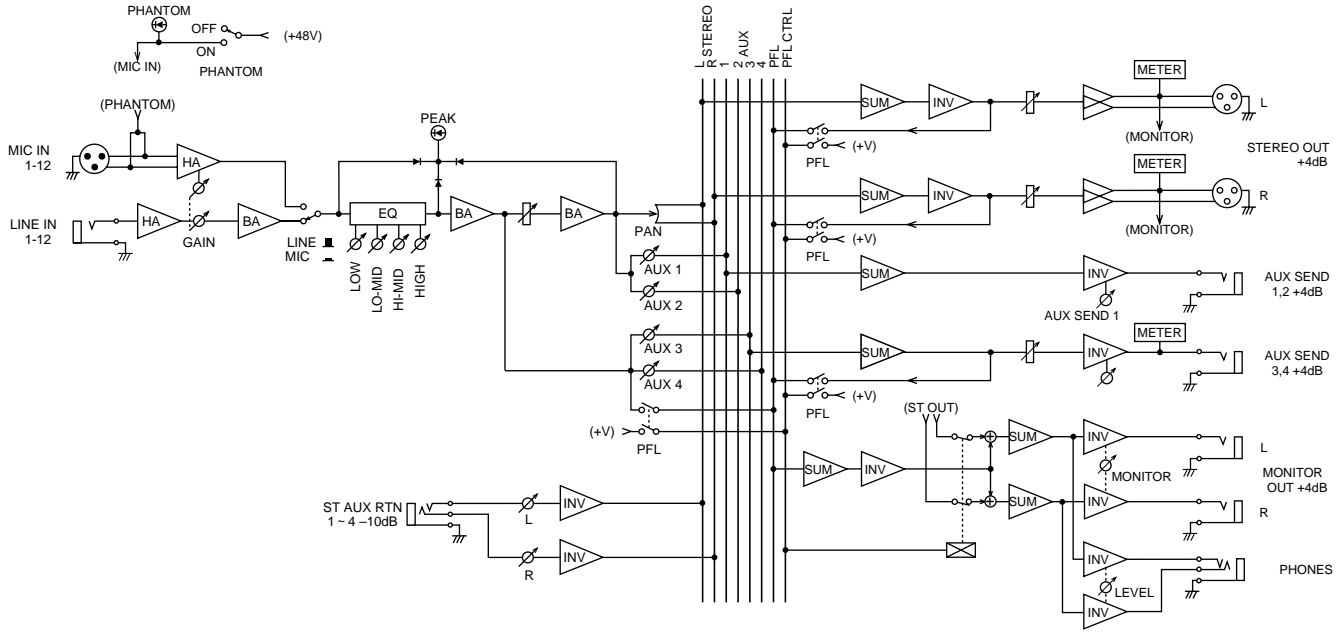 PHANTOM
OFF
(+48V)
ON
(MIC IN)
PHANTOM
L STEREO
R
1
2 AUX
3
4
PFL
PFL CTRL
(PHANTOM)
MIC IN
1-12
HA
PEAK
LINE IN
1-12
HA
GAIN
BA
LINE
MIC
EQ
LOW
LO-MID
HI-MID
HIGH
BA
BA
PAN
AUX 1
AUX 2
AUX 3
AUX 4
(+V)
PFL
ST AUX RTN
1 ~ 4 –10dB
L
INV
R
INV
SUM
INV
METER
L
(MONITOR)
(+V)
PFL
STEREO OUT
+4dB
SUM
INV
METER
R
(MONITOR)
(+V)
PFL
SUM
INV
AUX SEND 1
AUX SEND
1,2 +4dB
SUM
METER
INV
AUX SEND
3,4 +4dB
(+V)
PFL
(ST OUT)
SUM
INV
SUM
INV
L
MONITOR
MONITOR
OUT +4dB
SUM
INV
R
INV
LEVEL
INV
PHONES